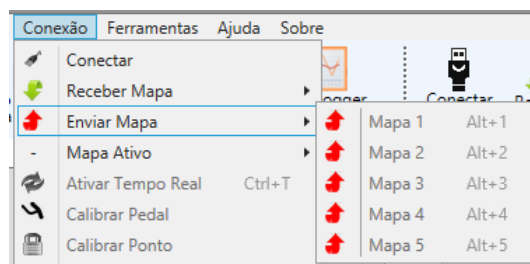 Conexão Ferramentas Ajuda Sobre
Conectar
Receber Mapa
Enviar Mapa
- Mapa Ativo
Ativar Tempo Real Ctrl+T
Calibrar Pedal
Calibrar Ponto
Conectar
Mapa 1 Alt+1
Mapa 2 Alt+2
Mapa 3 Alt+3
Mapa 4 Alt+4
Mapa 5 Alt+5